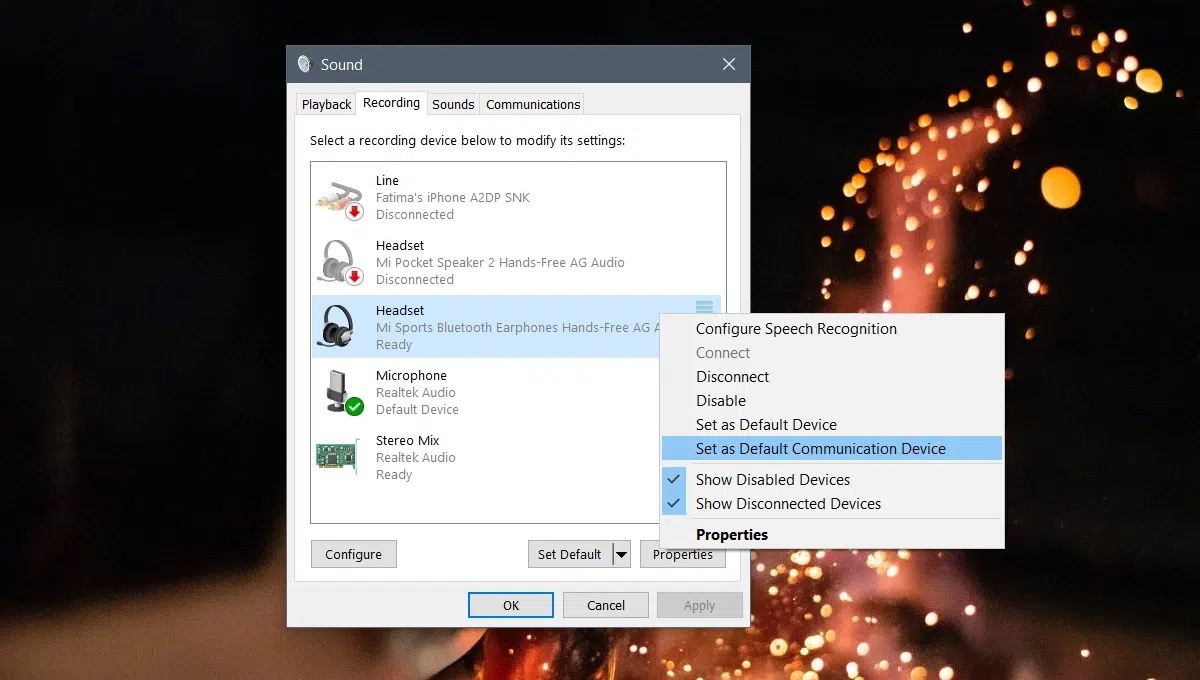 Sound
Playback
Recording
Sounds
Communications
Select a recording device below to modify its settings:
Line
Fatima's iPhone A2DP SNK
Disconnected
Headset
Mi Pocket Speaker 2 Hands-Free AG Audio
Disconnected
Headset
Mi Sports Bluetooth Earphones Hands-Free AG
Ready
Microphone
Realtek Audio
Default Device
Stereo Mix
Realtek Audio
Ready
Configure Speech Recognition
Connect
Disconnect
Disable
Set as Default Device
Set as Default Communication Device
Show Disabled Devices
Show Disconnected Devices
Properties
Configure
Set Default
Properties
OK
Cancel
Apply